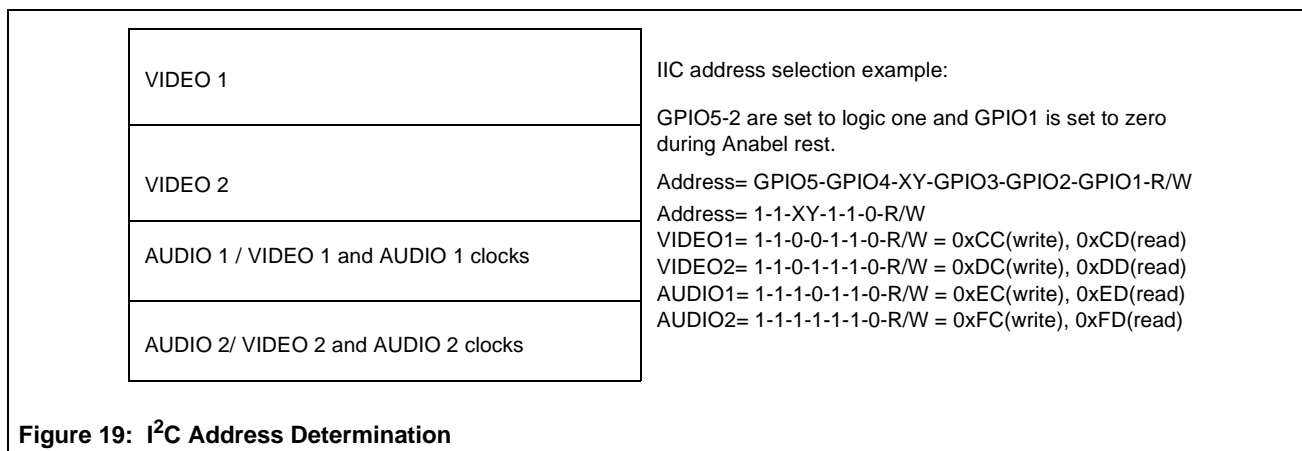 VIDEO 1
VIDEO 2
AUDIO 1 / VIDEO 1 and AUDIO 1 clocks
AUDIO 2/ VIDEO 2 and AUDIO 2 clocks
IIC address selection example:
GPIO5-2 are set to logic one and GPIO1 is set to zero
during Anabel rest.
Address= GPIO5-GPIO4-XY-GPIO3-GPIO2-GPIO1-R/W
Address= 1-1-XY-1-1-0-R/W
VIDEO1= 1-1-0-0-1-1-0-R/W = 0xCC(write), 0xCD(read)
VIDEO2= 1-1-0-1-1-1-0-R/W = 0xDC(write), 0xDD(read)
AUDIO1= 1-1-1-0-1-1-0-R/W = 0xEC(write), 0xED(read)
AUDIO2= 1-1-1-1-1-1-0-R/W = 0xFC(write), 0xFD(read)
Figure 19: I²C Address Determination